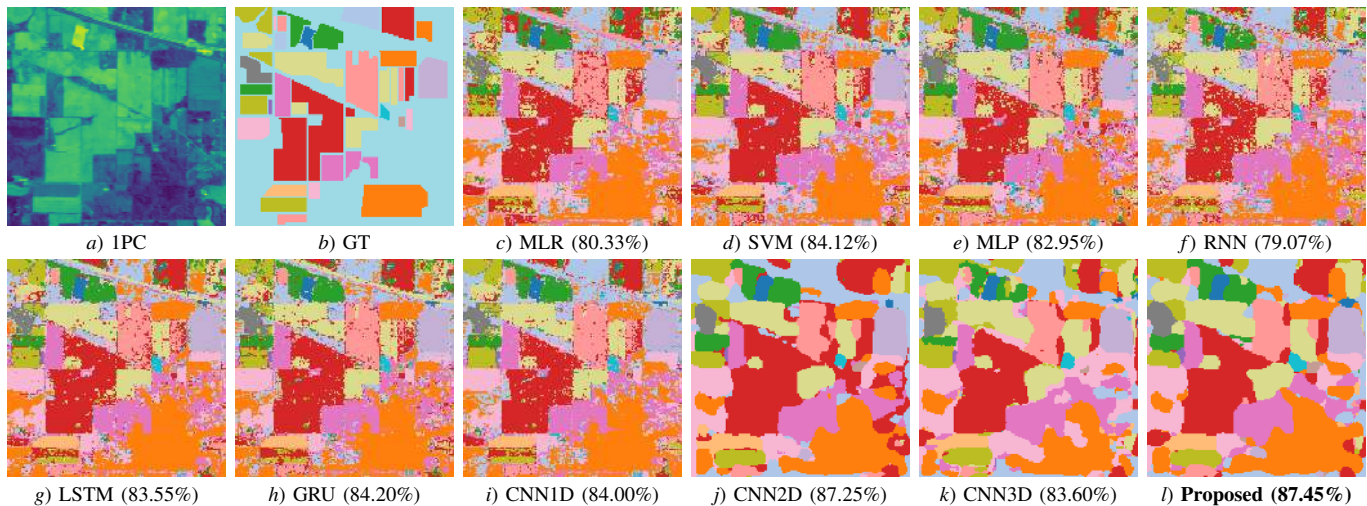 a) 1PC
b) GT
c) MLR (80.33%)
d) SVM (84.12%)
e) MLP (82.95%)
f) RNN (79.07%)
g) LSTM (83.55%)
h) GRU (84.20%)
i) CNN1D (84.00%)
j) CNN2D (87.25%)
k) CNN3D (83.60%)
l) Proposed (87.45%)